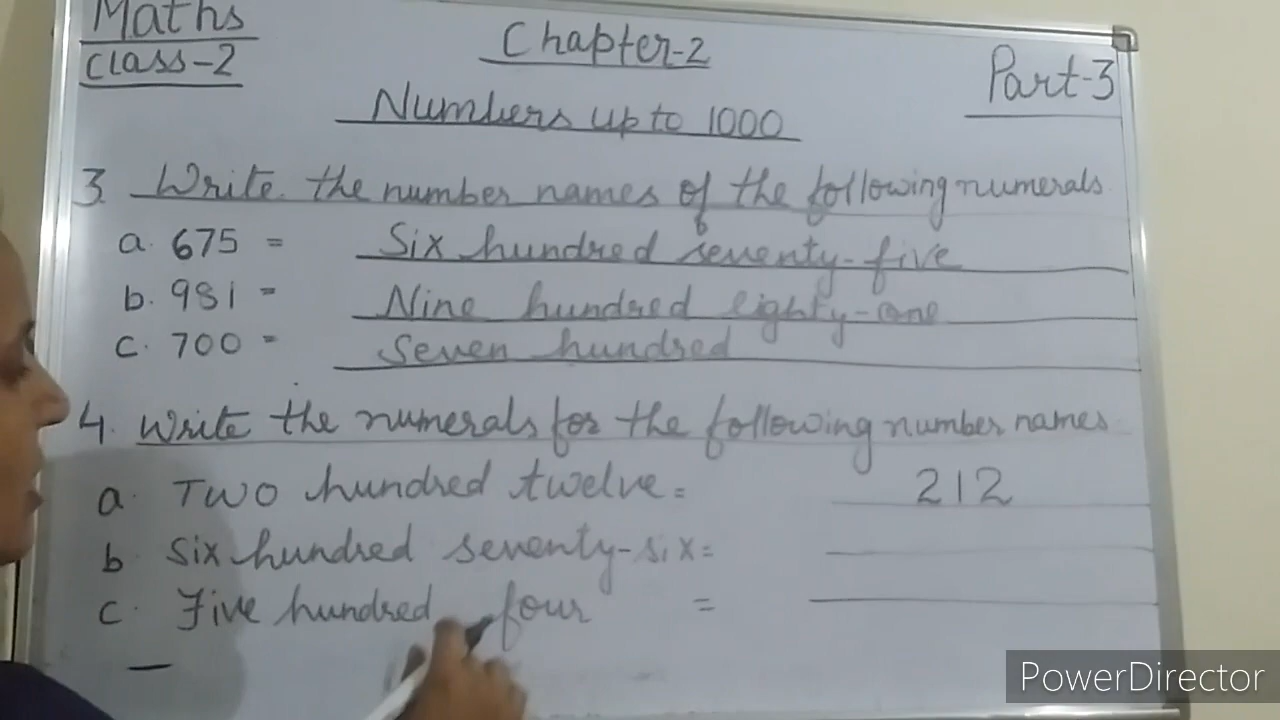 Maths
Class-2
Chapter-2
Part-3
Numbers up to 1000
3. Write the number names of the following numerals
a. 675 = Six hundred seventy-five
b. 981 = Nine hundred eighty-one
c. 700 = Seven hundred
4. Write the numerals for the following number names
a. Two hundred twelve = 212
b Six hundred seventy-six =
c. Five hundred four =
PowerDirector